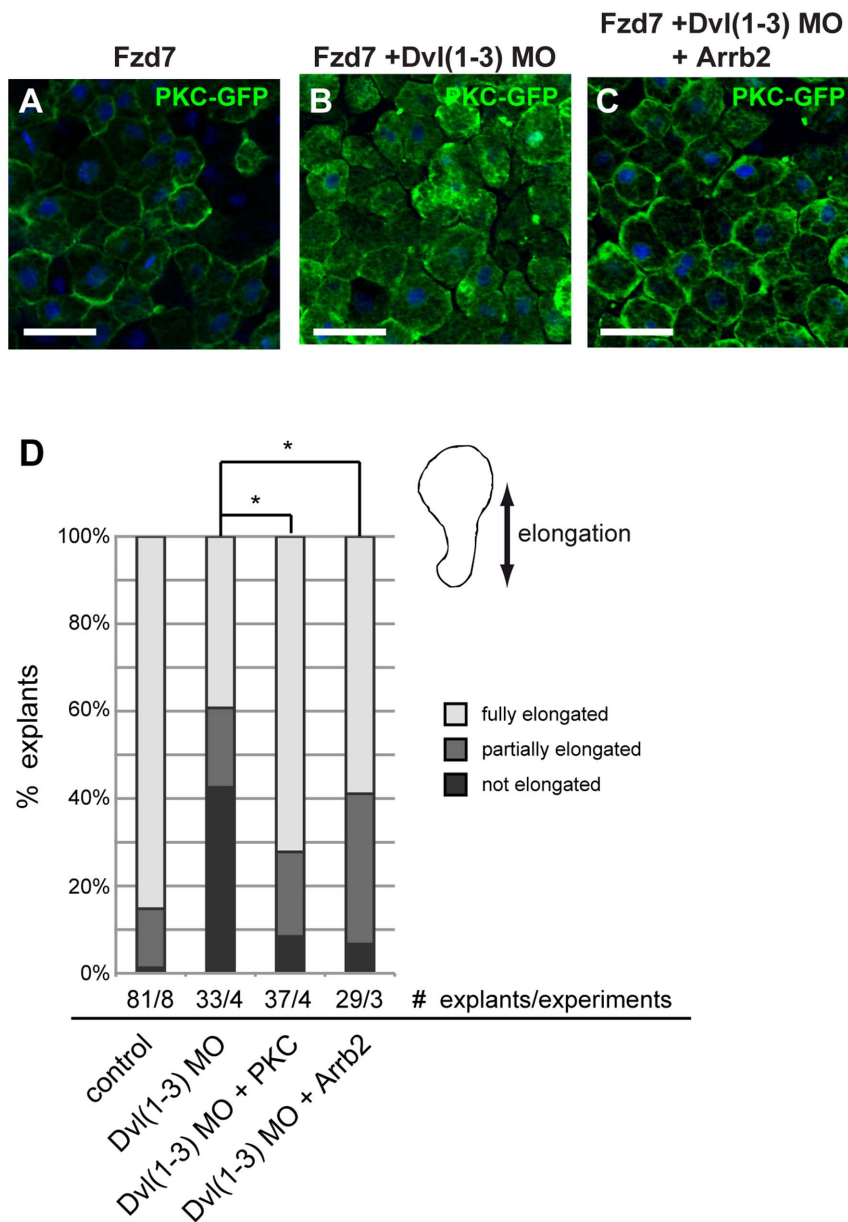 Fzd7
Fzd7 +Dvl(1-3) MO
Fzd7 +Dvl(1-3) MO
+ Arrb2
A
PKC-GFP
B
PKC-GFP
C
PKC-GFP
D
*
*
elongation
100%
80%
60%
40%
20%
0%
% explants
fully elongated
partially elongated
not elongated
81/8 33/4 37/4 29/3 # explants/experiments
control
Dvl(1-3) MO
Dvl(1-3) MO + PKC
Dvl(1-3) MO + Arrb2